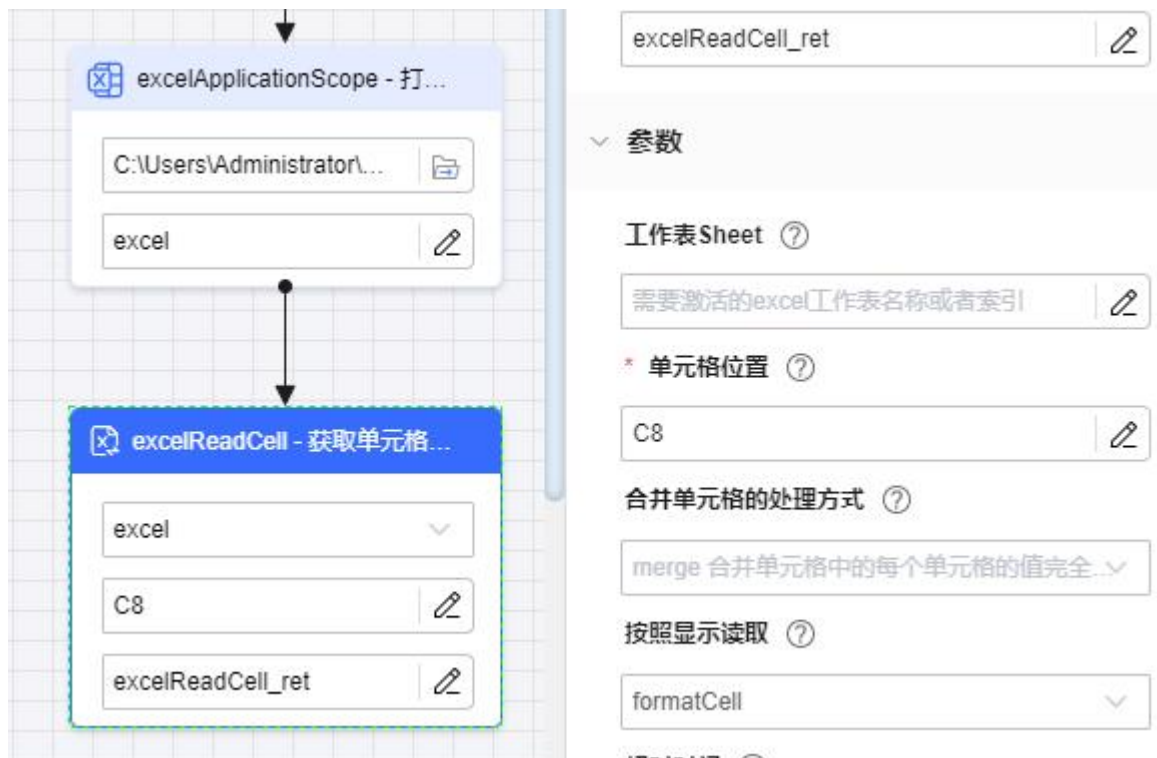 excelApplicationScope - 打...
C:\Users\Administrator\...
excel
excelReadCell - 获取单元格...
excel
C8
excelReadCell_ret
excelReadCell_ret
参数
工作表Sheet
需要激活的excel工作表名称或者索引
* 单元格位置
C8
合并单元格的处理方式
merge 合并单元格中的每个单元格的值完全...
按照显示读取
formatCell